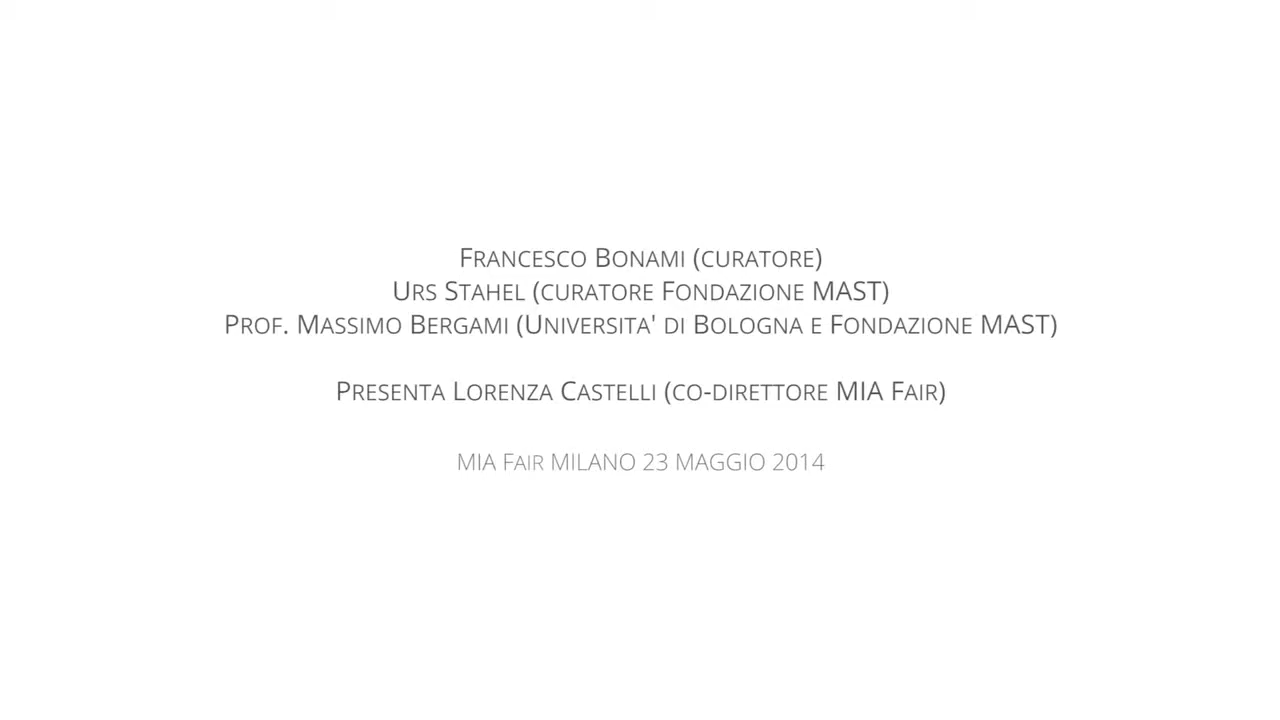 Francesco Bonami (curatore)
Urs Stahel (curatore Fondazione MAST)
Prof. Massimo Bergami (Universita' di Bologna e Fondazione MAST)
Presenta Lorenza Castelli (co-direttore MIA Fair)
MIA Fair MILANO 23 MAGGIO 2014